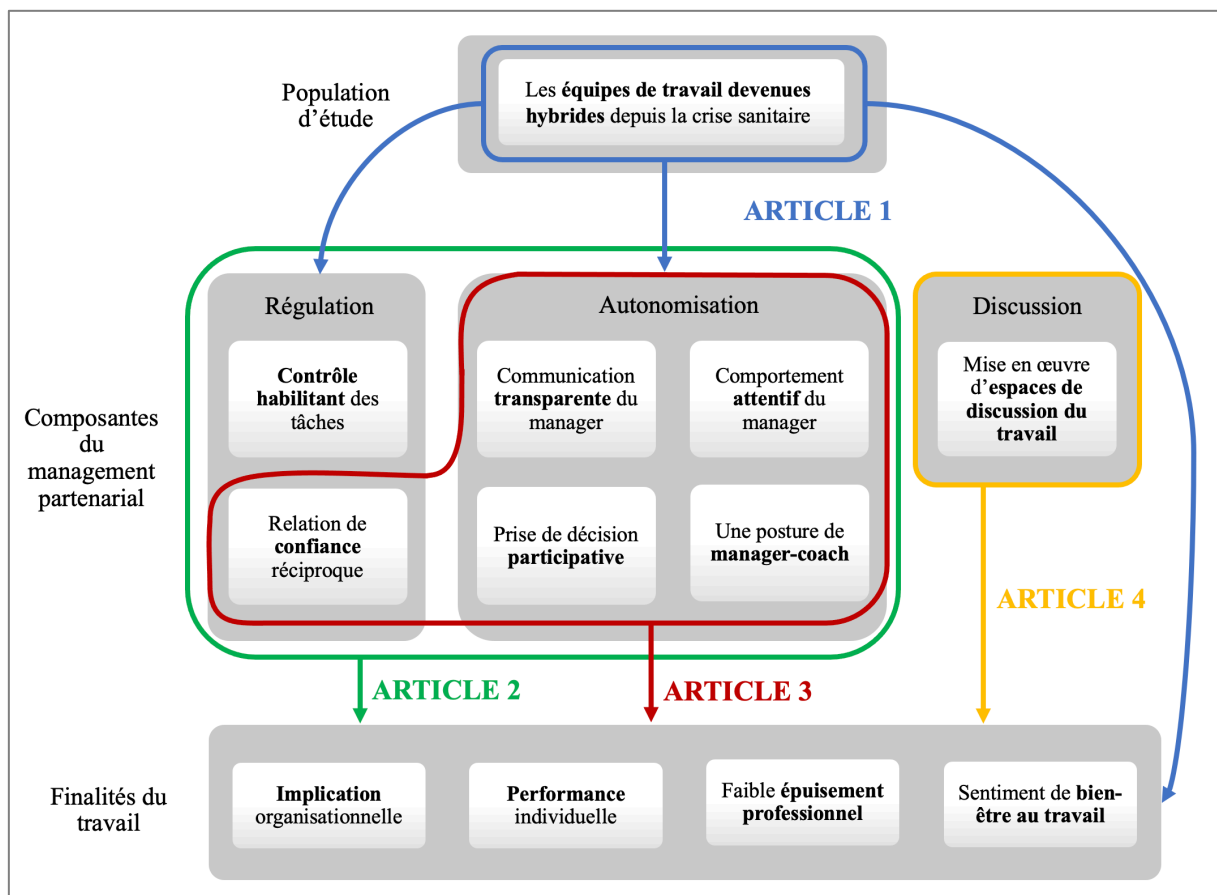 Population
d'étude
Les équipes de travail devenues
hybrides depuis la crise sanitaire
ARTICLE 1
Composantes
du
management
partenarial
Régulation
Contrôle
habilitant des
tâches
Relation de
confiance
réciproque
Autonomisation
Communication
transparente du
manager
Comportement
attentif du
manager
Prise de décision
participative
Une posture de
manager-coach
Discussion
Mise en œuvre
d'espaces de
discussion du
travail
ARTICLE 2
ARTICLE 3
ARTICLE 4
Finalités du
travail
Implication
organisationnelle
Performance
individuelle
Faible épuisement
professionnel
Sentiment de bien-
être au travail